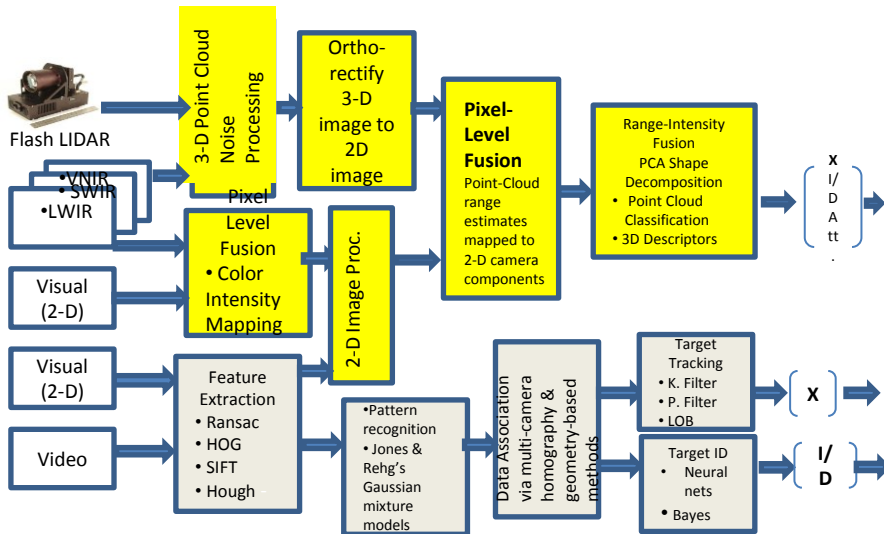 3-D Point Cloud
Noise
Processing
Ortho-
rectify
3-D
image to
2D
image
Flash LIDAR
•VNIR
• SWIR
•LWIR
Pixel
Level
Fusion
• Color
Intensity
Mapping
Visual
(2-D)
2-D Image Proc.
Pixel-
Level
Fusion
Point-Cloud
range
estimates
mapped to
2-D camera
components
Range-Intensity
Fusion
PCA Shape
Decomposition
• Point Cloud
Classification
• 3D Descriptors
X
I/
D
A
tt
.
Visual
(2-D)
Video
Feature
Extraction
• Ransac
• HOG
• SIFT
• Hough
•Pattern
recognition
• Jones &
Rehg's
Gaussian
mixture
models
Data Association
via multi-camera
homography &
geometry-based
methods
Target
Tracking
• K. Filter
• P. Filter
• LOB
X
Target ID
• Neural
nets
• Bayes
I/
D